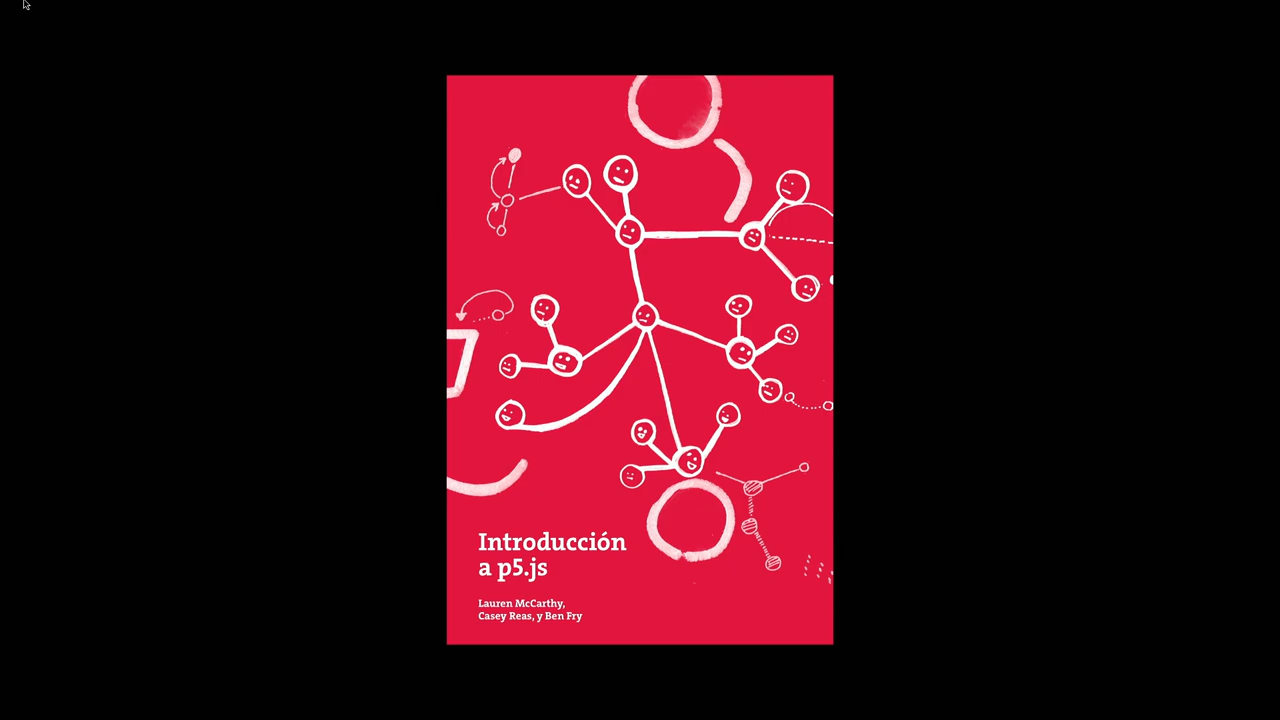 Introducción
a p5.js
Lauren McCarthy,
Casey Reas, y Ben Fry